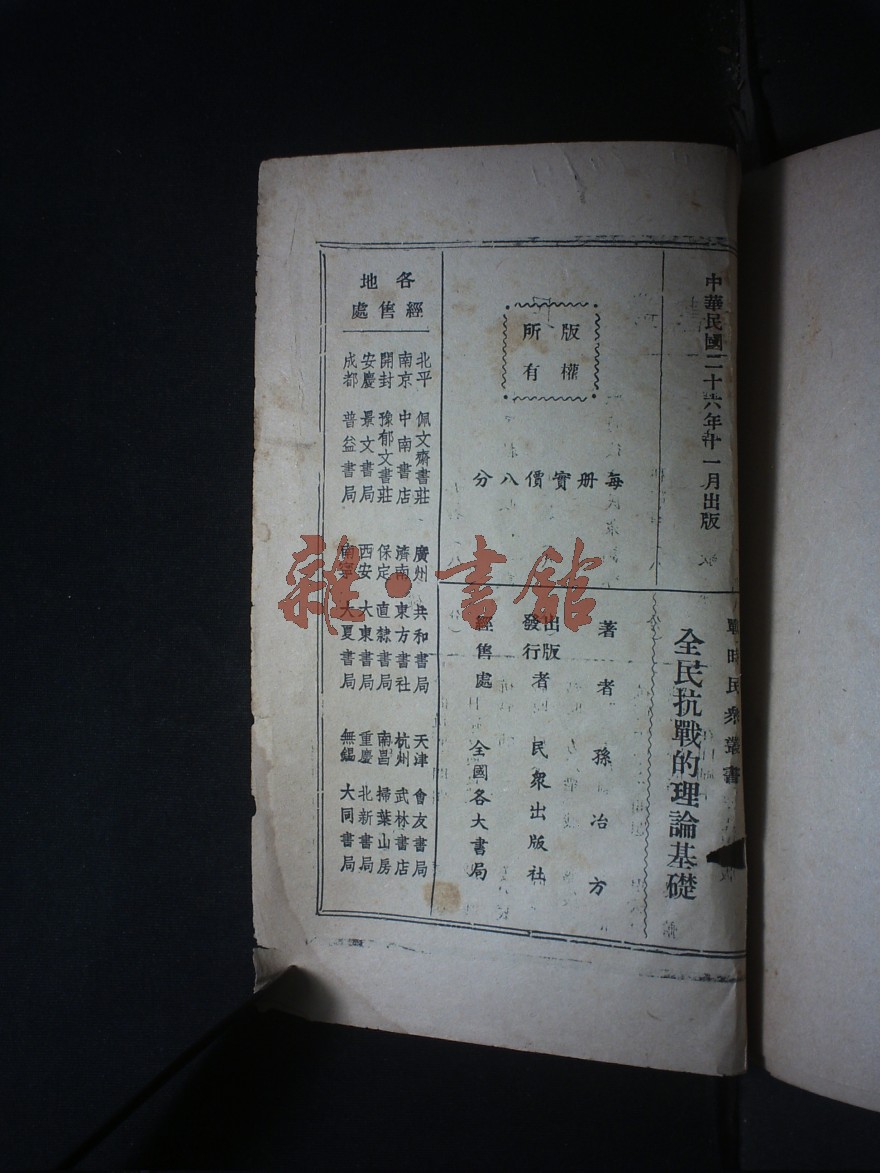 中華民國二十六年十一月出版
戰時民衆叢書
全民抗戰的理論基礎
版權
所有
每册實價八分
著者 孫冶方
出版發行者 民衆出版社
經售處 全國各大書局
各地
經售處
北平 佩文齋書莊
南京 中南書店
開封 豫郁文書莊
安慶 景文書局
成都 普益書局
廣州 共和書局
濟南 東方書社
保定 直隸書局
西安 大東書局
南寧 大夏書局
天津 會友書局
杭州 武林書店
南昌 掃葉山房
重慶 北新書局
無錫 大同書局
雜·書館